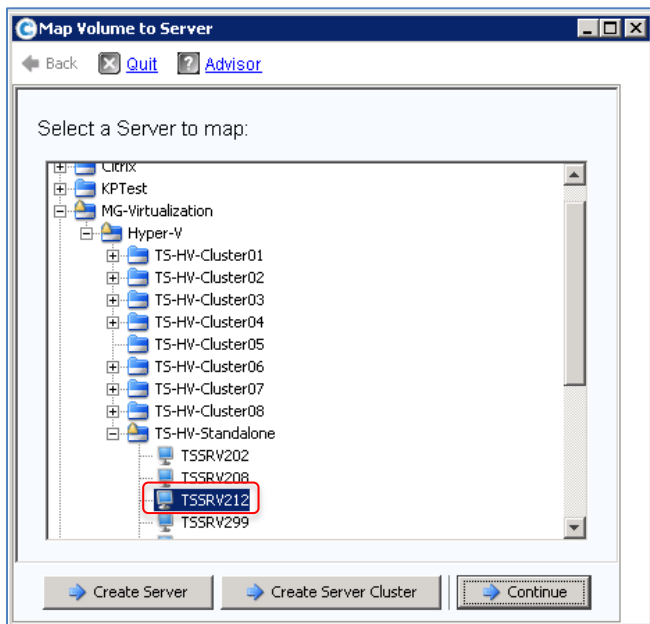 Map Volume to Server
Back Quit Advisor
Select a Server to map:
Citrix
KPTest
MG-Virtualization
Hyper-V
TS-HV-Cluster01
TS-HV-Cluster02
TS-HV-Cluster03
TS-HV-Cluster04
TS-HV-Cluster05
TS-HV-Cluster06
TS-HV-Cluster07
TS-HV-Cluster08
TS-HV-Standalone
TSSRV202
TSSRV208
TSSRV212
TSSRV299
Create Server Create Server Cluster Continue